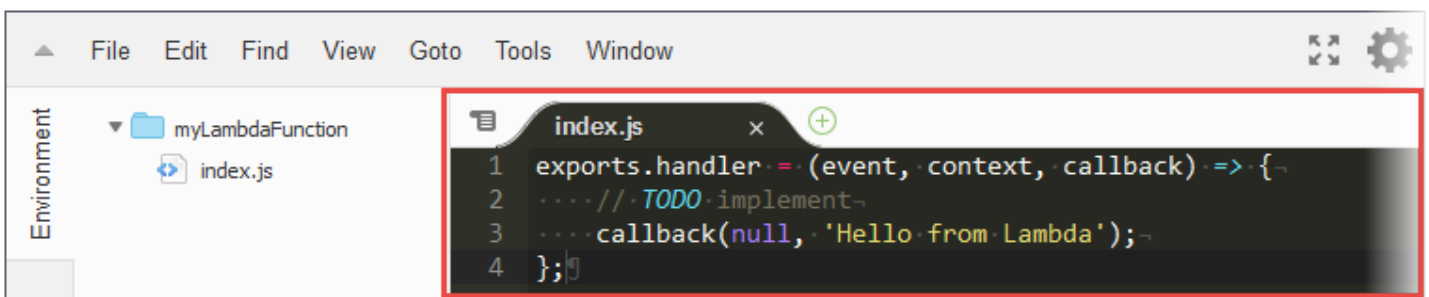 File Edit Find View Goto Tools Window
Environment
myLambdaFunction
index.js
index.js
1 exports.handler = (event, context, callback) => {
2 // TODO implement
3 callback(null, 'Hello from Lambda');
4 };